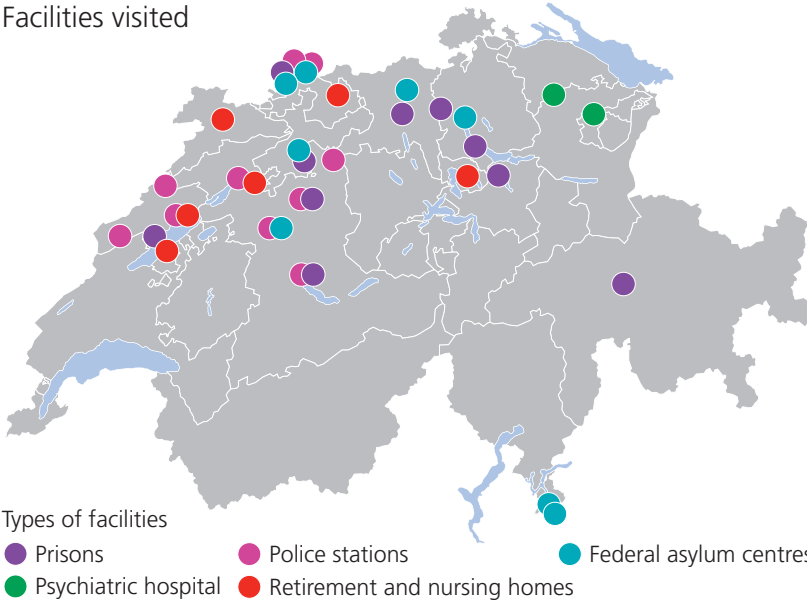 Facilities visited
Types of facilities
Prisons
Police stations
Federal asylum centres
Psychiatric hospital
Retirement and nursing homes